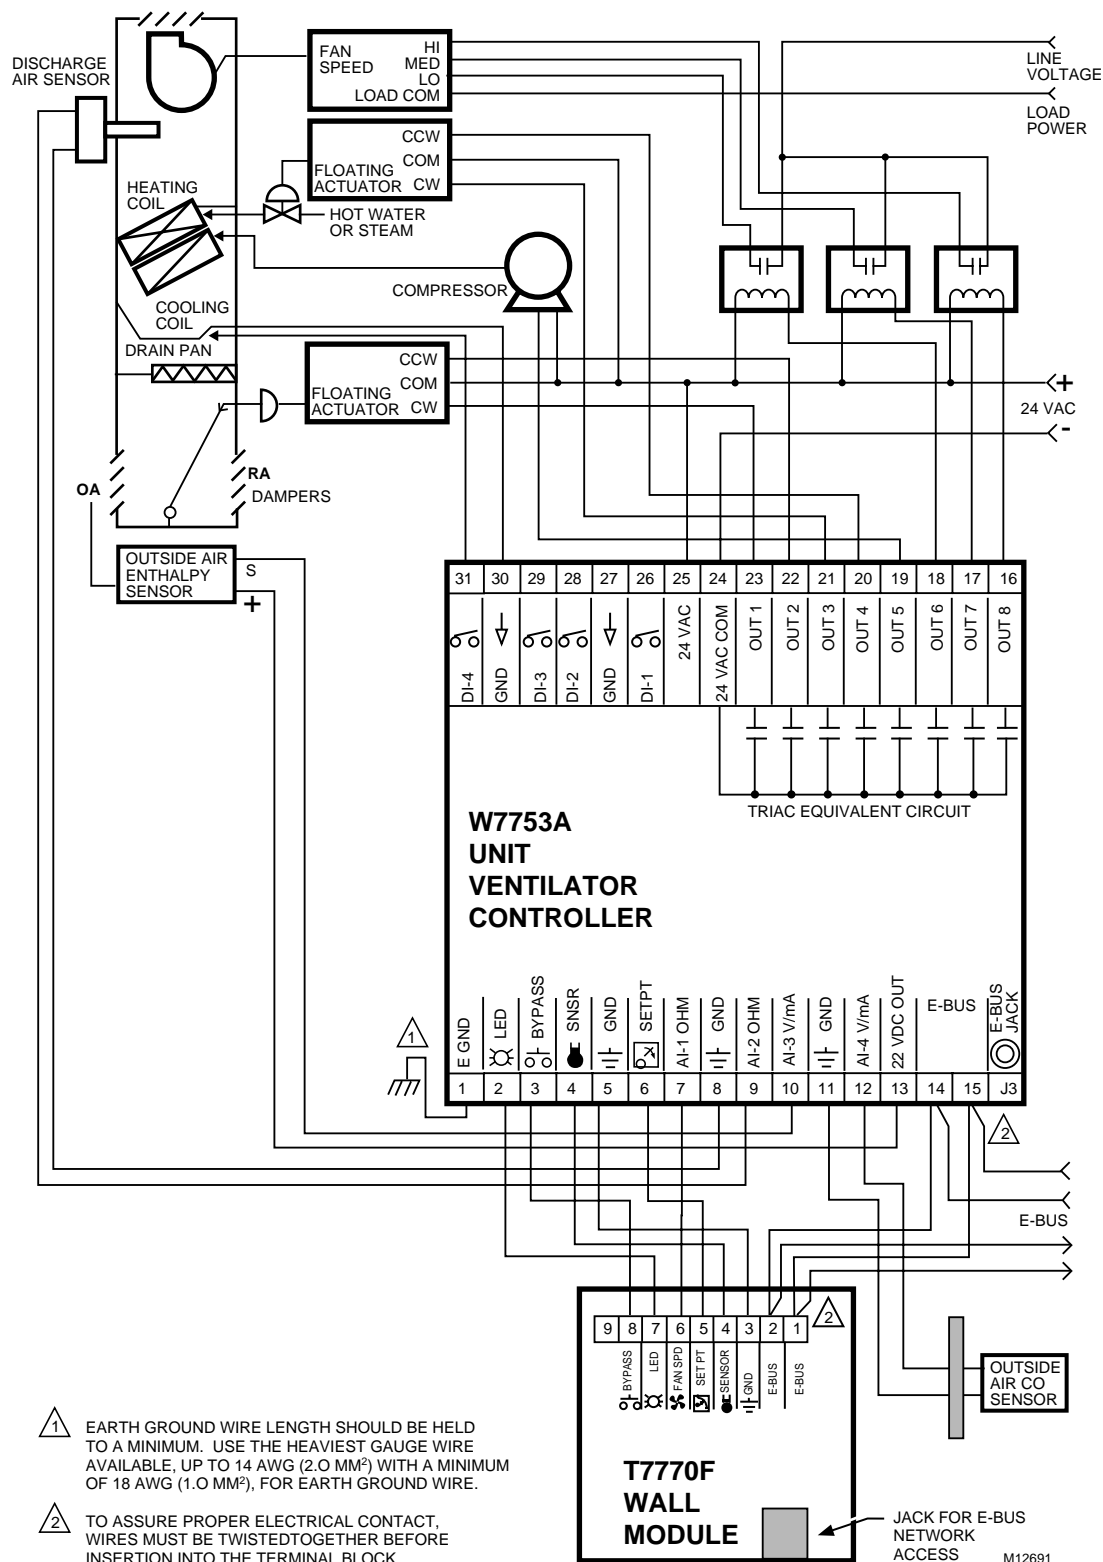 DISCHARGE
AIR SENSOR
FAN
SPEED
HI
MED
LO
LOAD COM
LINE
VOLTAGE
LOAD
POWER
FLOATING
ACTUATOR
CCW
COM
CW
HEATING
COIL
HOT WATER
OR STEAM
COMPRESSOR
COOLING
COIL
DRAIN PAN
FLOATING
ACTUATOR
CCW
COM
CW
+
24 VAC
-
OA
RA
DAMPERS
OUTSIDE AIR
ENTHALPY
SENSOR
S
+
31 30 29 28 27 26 25 24 23 22 21 20 19 18 17 16
DI-4
GND
DI-3
DI-2
GND
DI-1
24 VAC
24 VAC COM
OUT 1
OUT 2
OUT 3
OUT 4
OUT 5
OUT 6
OUT 7
OUT 8
TRIAC EQUIVALENT CIRCUIT
W7753A
UNIT
VENTILATOR
CONTROLLER
1
E GND
LED
BYPASS
SNSR
GND
SETPT
AI-1 OHM
GND
AI-2 OHM
AI-3 V/mA
GND
AI-4 V/mA
22 VDC OUT
E-BUS
E-BUS
JACK
1 2 3 4 5 6 7 8 9 10 11 12 13 14 15 J3
2
E-BUS
9 8 7 6 5 4 3 2 1
2
BYPASS
LED
FAN SPD
SET PT
SENSOR
GND
E-BUS
E-BUS
OUTSIDE
AIR CO
SENSOR
T7770F
WALL
MODULE
JACK FOR E-BUS
NETWORK
ACCESS
M12691
1 EARTH GROUND WIRE LENGTH SHOULD BE HELD
TO A MINIMUM. USE THE HEAVIEST GAUGE WIRE
AVAILABLE, UP TO 14 AWG (2.O MM²) WITH A MINIMUM
OF 18 AWG (1.O MM²), FOR EARTH GROUND WIRE.
2 TO ASSURE PROPER ELECTRICAL CONTACT,
WIRES MUST BE TWISTEDTOGETHER BEFORE
INSERTION INTO THE TERMINAL BLOCK